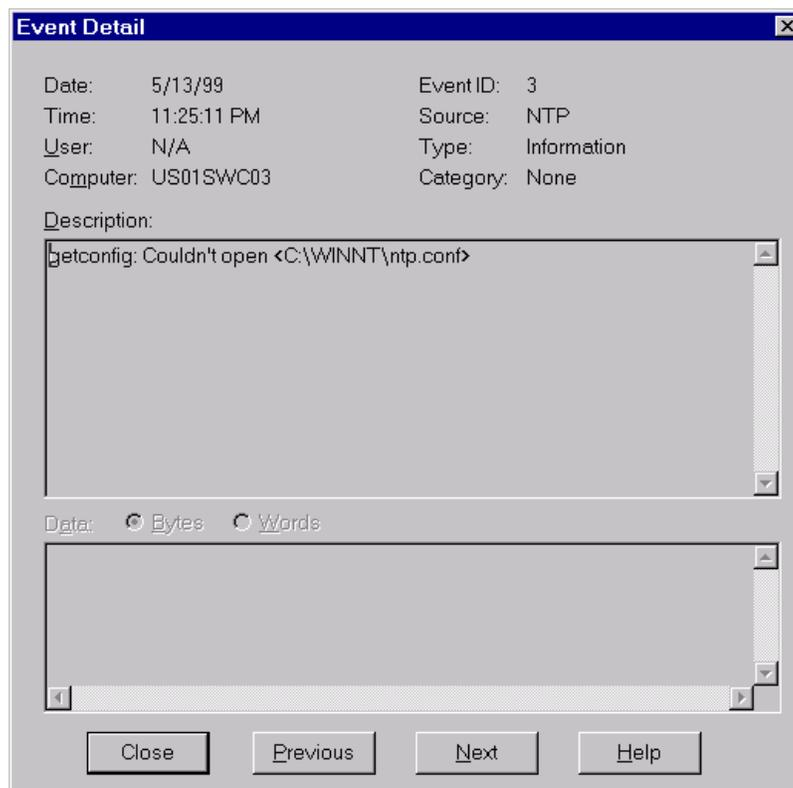 Event Detail
Date: 5/13/99 Event ID: 3
Time: 11:25:11 PM Source: NTP
User: N/A Type: Information
Computer: US01SWC03 Category: None
Description:
getconfig: Couldn't open <C:\WINNT\ntp.conf>
Data: Bytes Words
Close Previous Next Help